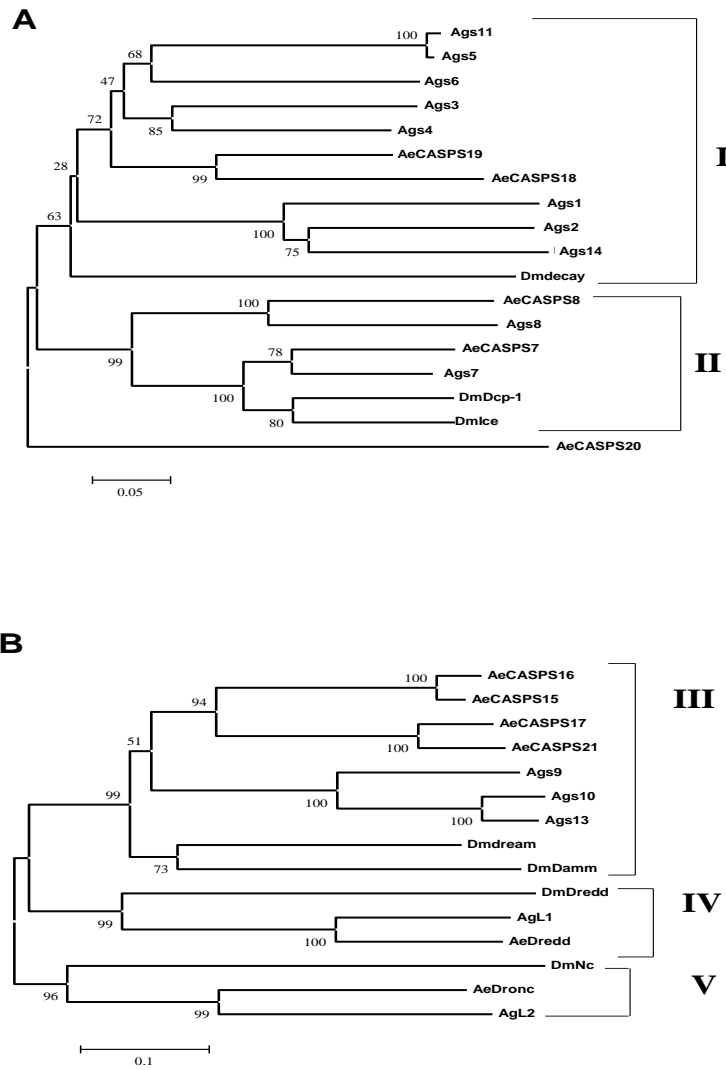 A
Ags11
100
Ags5
68
Ags6
47
Ags3
72
85
Ags4
AeCASPS19
I
28
99
AeCASPS18
Ags1
63
100
Ags2
75
Ags14
Dmdecay
AeCASPS8
100
Ags8
99
AeCASPS7
78
II
Ags7
100
DmDcp-1
80
DmIce
AeCASPS20
0.05
B
AeCASPS16
100
III
94
AeCASPS15
AeCASPS17
51
100
AeCASPS21
99
Ags9
100
Ags10
100
Ags13
Dmdream
73
DmDamm
DmDredd
IV
99
AgL1
100
AeDredd
DmNc
V
96
AeDronc
99
AgL2
0.1